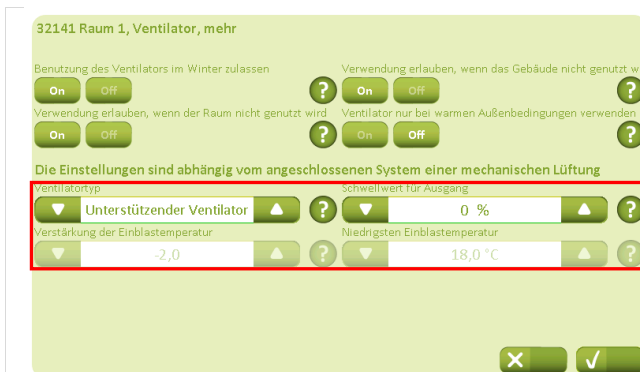 32141 Raum 1, Ventilator, mehr
Benutzung des Ventilators im Winter zulassen
Verwendung erlauben, wenn das Gebäude nicht genutzt w
On Off ? On Off ?
Verwendung erlauben, wenn der Raum nicht genutzt wird
Ventilator nur bei warmen Außenbedingungen verwenden
On Off ? On Off ?
Die Einstellungen sind abhängig vom angeschlossenen System einer mechanischen Lüftung
Ventilatortyp
Schwellwert für Ausgang
Unterstützender Ventilator ? 0 % ?
Verstärkung der Einblastemperatur
Niedrigsten Einblastemperatur
-2,0 ? 18,0 °C ?